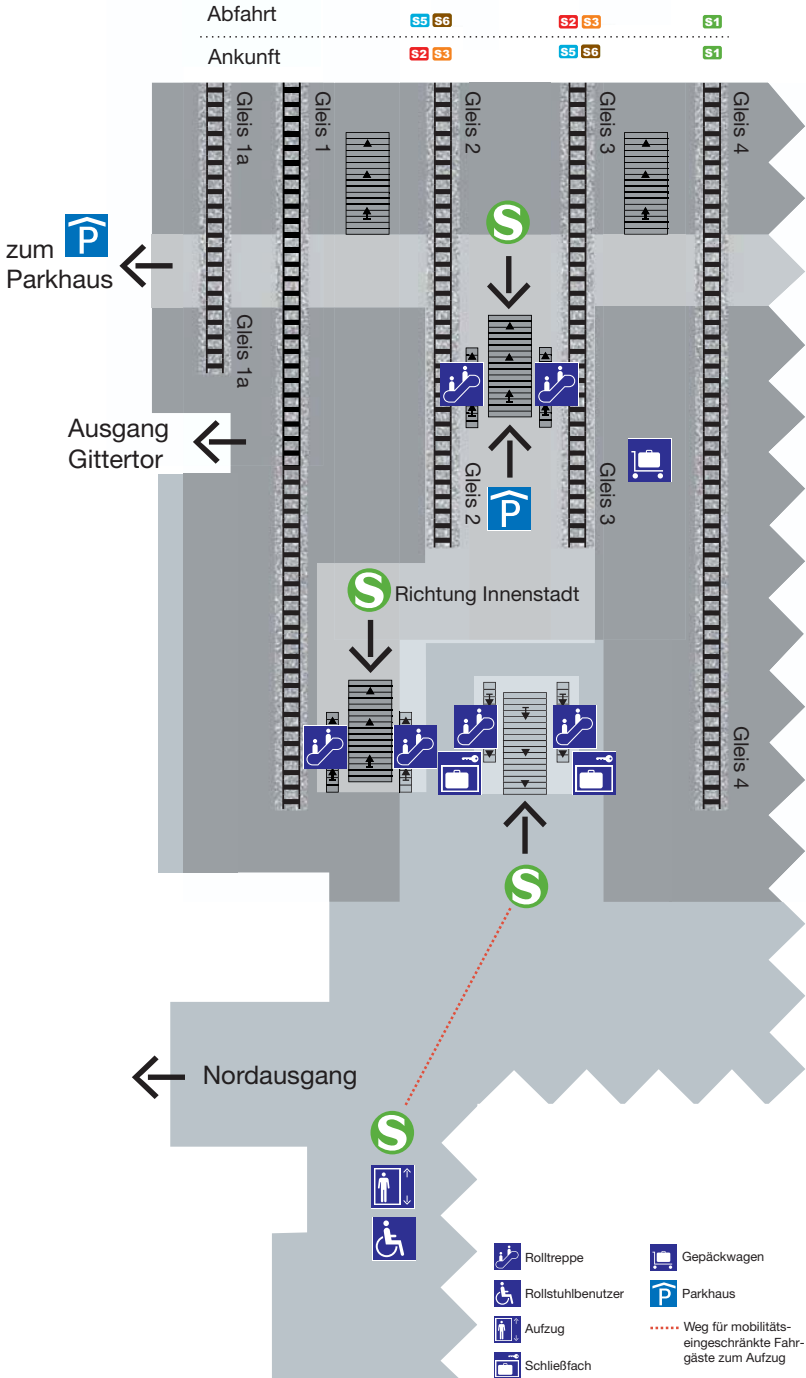 Abfahrt S5 S6 S2 S3 S1
Ankunft S2 S3 S5 S6 S1
Gleis 1a
Gleis 1
Gleis 2
Gleis 3
Gleis 4
S
P
zum
Parkhaus
Gleis 1a
Ausgang
Gittertor
Gleis 2
Gleis 3
P
S Richtung Innenstadt
Gleis 4
S
Nordausgang
S
Rolltreppe
Rollstuhlbenutzer
Aufzug
Schließfach
Gepäckwagen
P Parkhaus
Weg für mobilitäts-
eingeschränkte Fahr-
gäste zum Aufzug